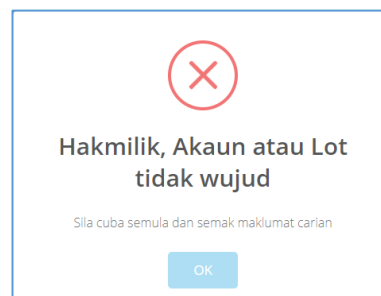 Hakmilik, Akaun atau Lot
tidak wujud
Sila cuba semula dan semak maklumat carian
OK